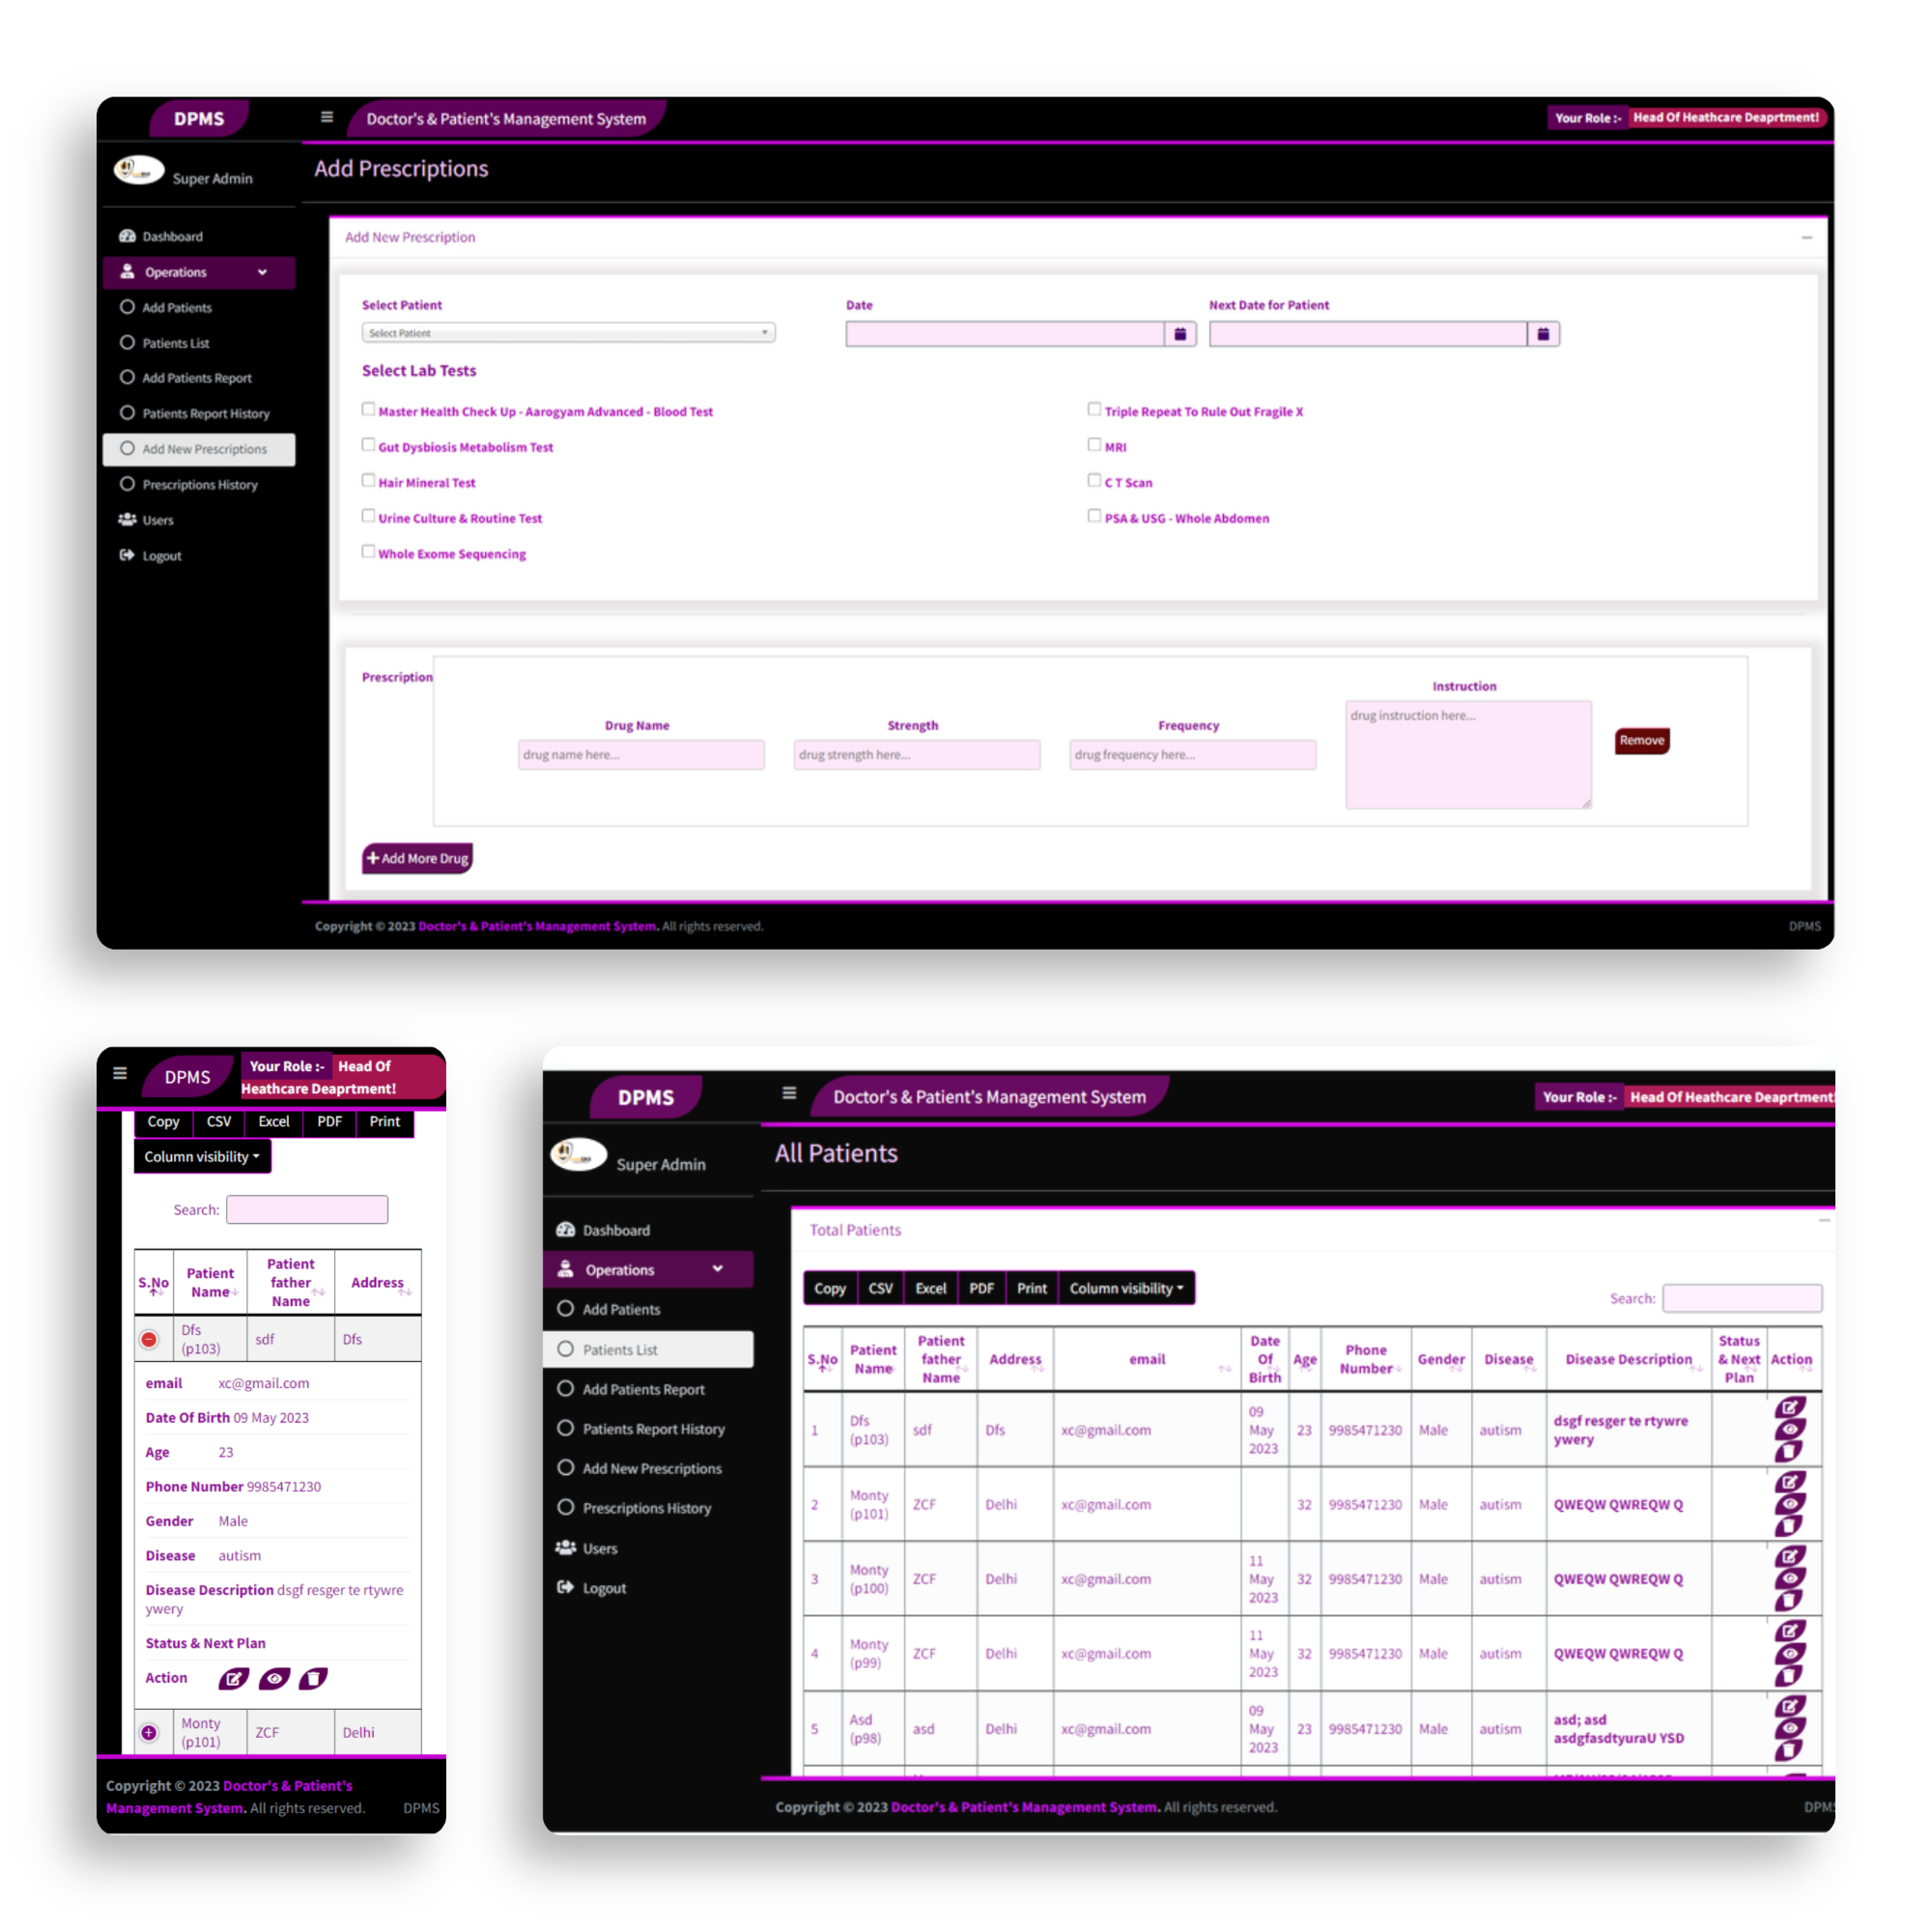 DPMS
Doctor's & Patient's Management System
Your Role :- Head Of Heathcare Deaprtment!
Super Admin
Add Prescriptions
Dashboard
Operations
Add Patients
Patients List
Add Patients Report
Patients Report History
Add New Prescriptions
Prescriptions History
Users
Logout
Add New Prescription
Select Patient
Date
Next Date for Patient
Select Patient
Select Lab Tests
Master Health Check Up - Aarogyam Advanced - Blood Test
Triple Repeat To Rule Out Fragile X
Gut Dysbiosis Metabolism Test
MRI
Hair Mineral Test
C T Scan
Urine Culture & Routine Test
PSA & USG - Whole Abdomen
Whole Exome Sequencing
Prescription
Drug Name
Strength
Frequency
Instruction
drug name here...
drug strength here...
drug frequency here...
drug instruction here...
Remove
Add More Drug
Copyright © 2023 Doctor's & Patient's Management System. All rights reserved.
DPMS
DPMS
Your Role :- Head Of
Heathcare Deaprtment!
Copy CSV Excel PDF Print
Column visibility
Search:
S.No Patient Name Patient father Name Address
Dfs (p103) sdf Dfs
email xc@gmail.com
Date Of Birth 09 May 2023
Age 23
Phone Number 9985471230
Gender Male
Disease autism
Disease Description dsgf resger te rtywre
ywery
Status & Next Plan
Action
Monty (p101) ZCF Delhi
Copyright © 2023 Doctor's & Patient's
Management System. All rights reserved. DPMS
DPMS
Doctor's & Patient's Management System
Your Role :- Head Of Heathcare Deaprtment!
Super Admin
All Patients
Dashboard
Operations
Add Patients
Patients List
Add Patients Report
Patients Report History
Add New Prescriptions
Prescriptions History
Users
Logout
Total Patients
Copy CSV Excel PDF Print Column visibility
Search:
S.No Patient Name Patient father Name Address email Date Of Birth Age Phone Number Gender Disease Disease Description Status & Next Plan Action
1 Dfs (p103) sdf Dfs xc@gmail.com 09 May 2023 23 9985471230 Male autism dsgf resger te rtywre ywery
2 Monty (p101) ZCF Delhi xc@gmail.com 32 9985471230 Male autism QWEQW QWREQW Q
3 Monty (p100) ZCF Delhi xc@gmail.com 11 May 2023 32 9985471230 Male autism QWEQW QWREQW Q
4 Monty (p99) ZCF Delhi xc@gmail.com 11 May 2023 32 9985471230 Male autism QWEQW QWREQW Q
5 Asd (p98) asd Delhi xc@gmail.com 09 May 2023 23 9985471230 Male autism asd; asd asdgfasdtyuraU YSD
Copyright © 2023 Doctor's & Patient's Management System. All rights reserved.
DPM